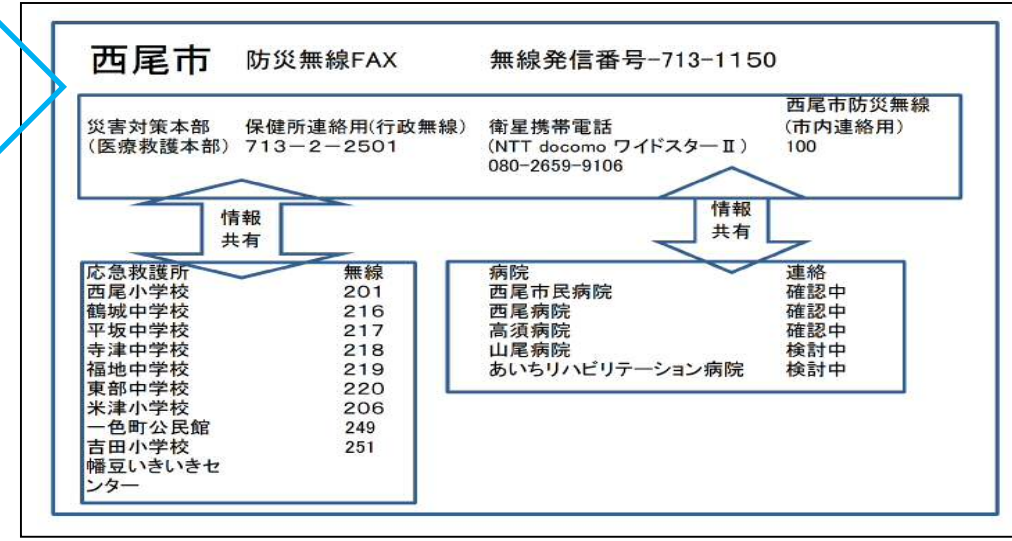 西尾市 防災無線FAX 無線発信番号-713-1150
西尾市防災無線
災害対策本部 保健所連絡用(行政無線) 衛星携帯電話 (市内連絡用)
(医療救護本部) 713-2-2501 (NTT docomo ワイドスターⅡ) 100
080-2659-9106
情報
共有
情報
共有
応急救護所 無線
西尾小学校 201
鶴城中学校 216
平坂中学校 217
寺津中学校 218
福地中学校 219
東部中学校 220
米津小学校 206
一色町公民館 249
吉田小学校 251
幡豆いきいきセ
ンター
病院 連絡
西尾市民病院 確認中
西尾病院 確認中
高須病院 確認中
山尾病院 検討中
あいちリハビリテーション病院 検討中